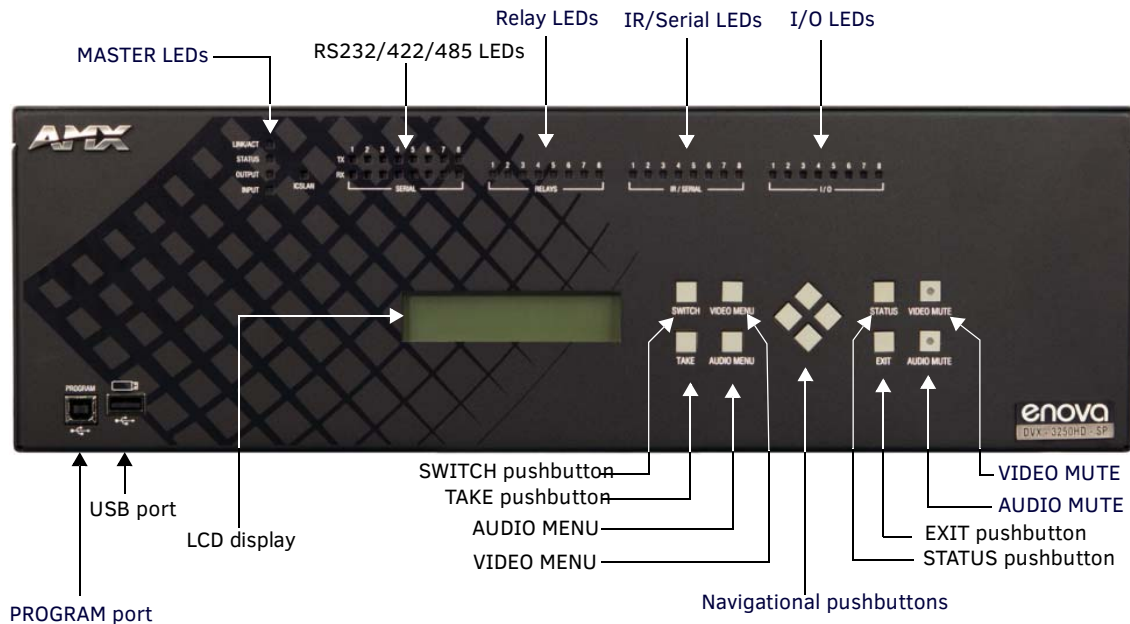 Relay LEDs IR/Serial LEDs I/O LEDs
MASTER LEDs RS232/422/485 LEDs
AMX
LINK/ACT
STATUS
OUTPUT
INPUT
ICSLAN
1 2 3 4 5 6 7 8
TX
RX
SERIAL
1 2 3 4 5 6 7 8
RELAYS
1 2 3 4 5 6 7 8
IR / SERIAL
1 2 3 4 5 6 7 8
I / O
SWITCH VIDEO MENU STATUS VIDEO MUTE
TAKE AUDIO MENU EXIT AUDIO MUTE
PROGRAM
enova
DVX - 3250HD - SP
SWITCH pushbutton
TAKE pushbutton
AUDIO MENU
VIDEO MENU
VIDEO MUTE
AUDIO MUTE
EXIT pushbutton
STATUS pushbutton
USB port
LCD display
Navigational pushbuttons
PROGRAM port